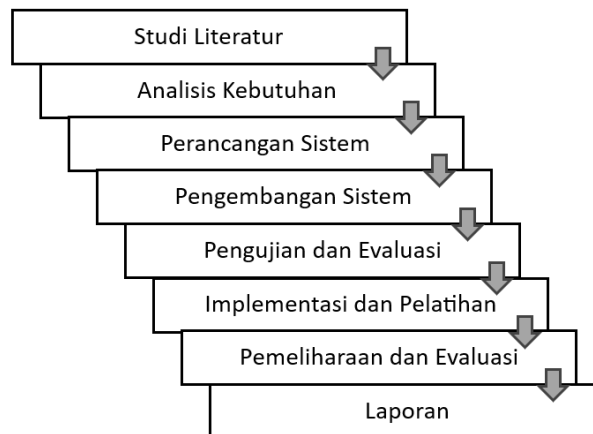 Studi Literatur
Analisis Kebutuhan
Perancangan Sistem
Pengembangan Sistem
Pengujian dan Evaluasi
Implementasi dan Pelatihan
Pemeliharaan dan Evaluasi
Laporan